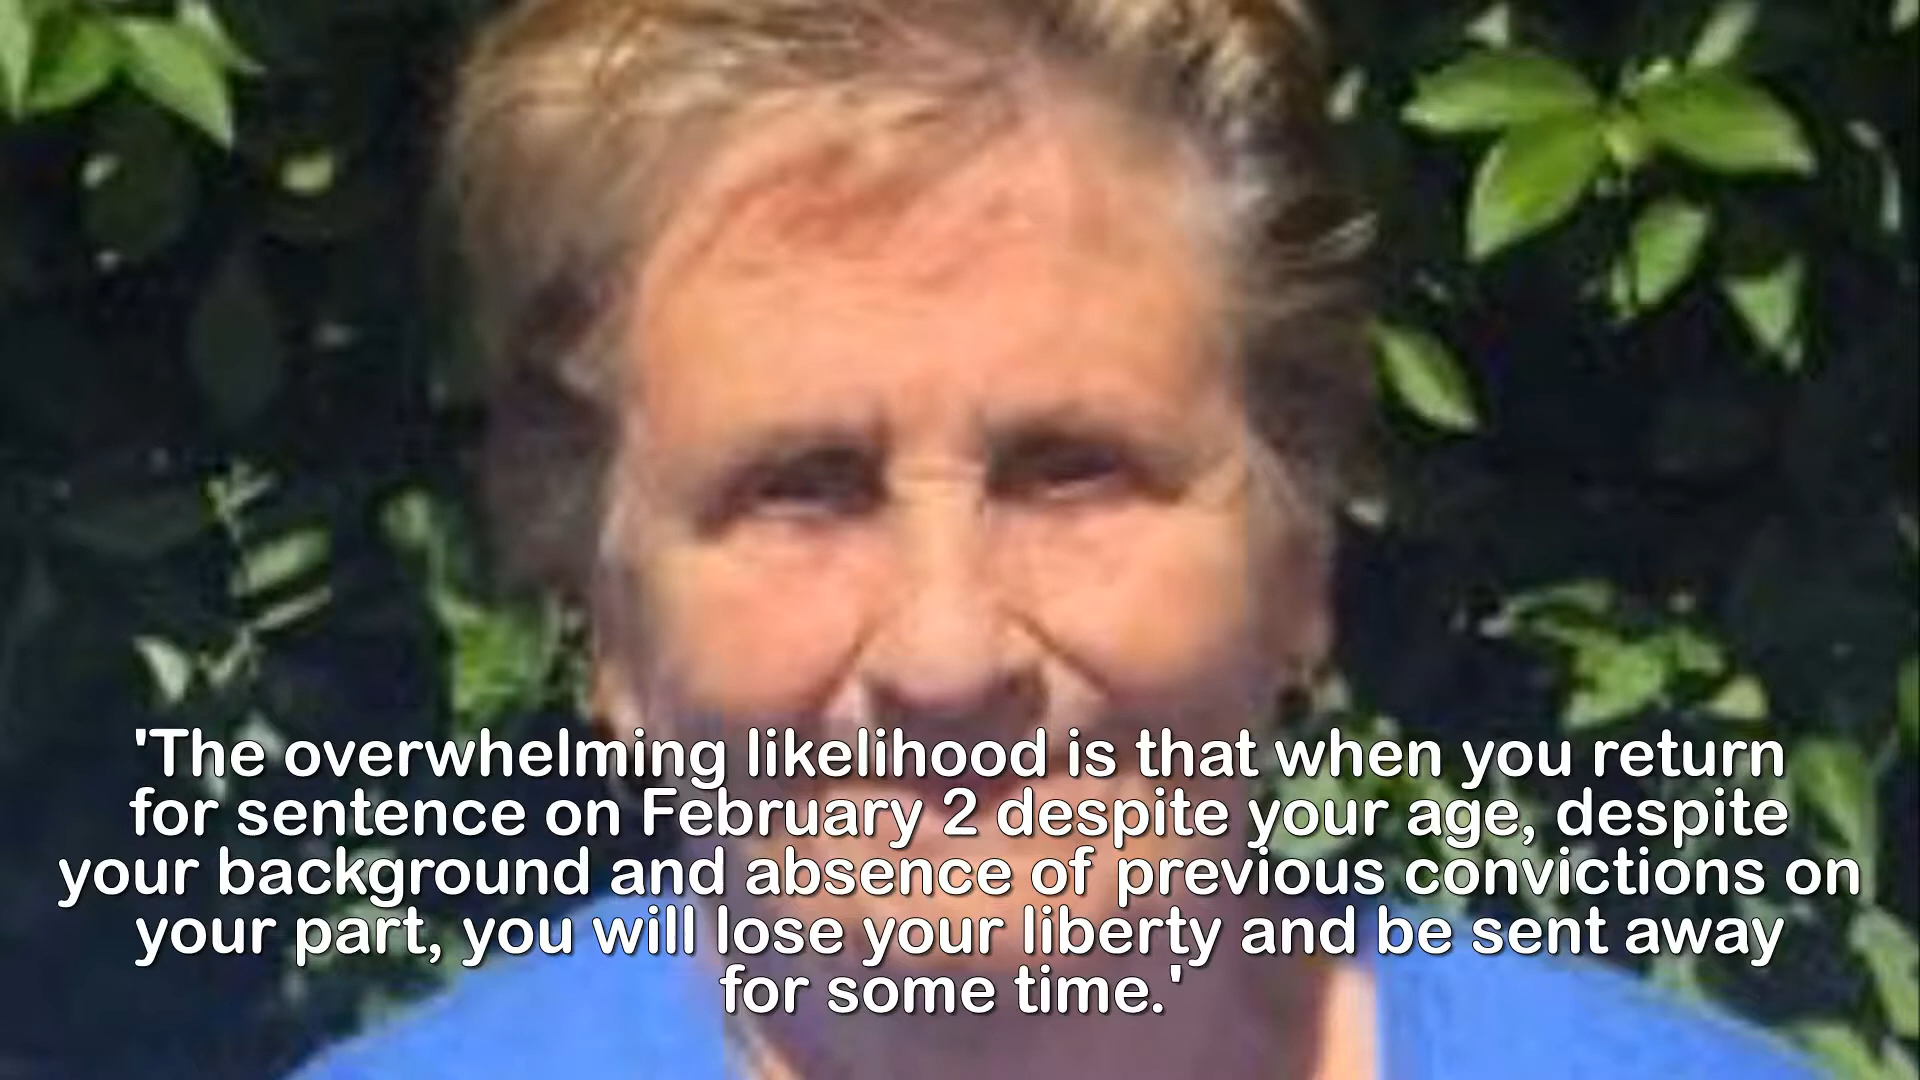 'The overwhelming likelihood is that when you return
for sentence on February 2 despite your age, despite
your background and absence of previous convictions on
your part, you will lose your liberty and be sent away
for some time.'